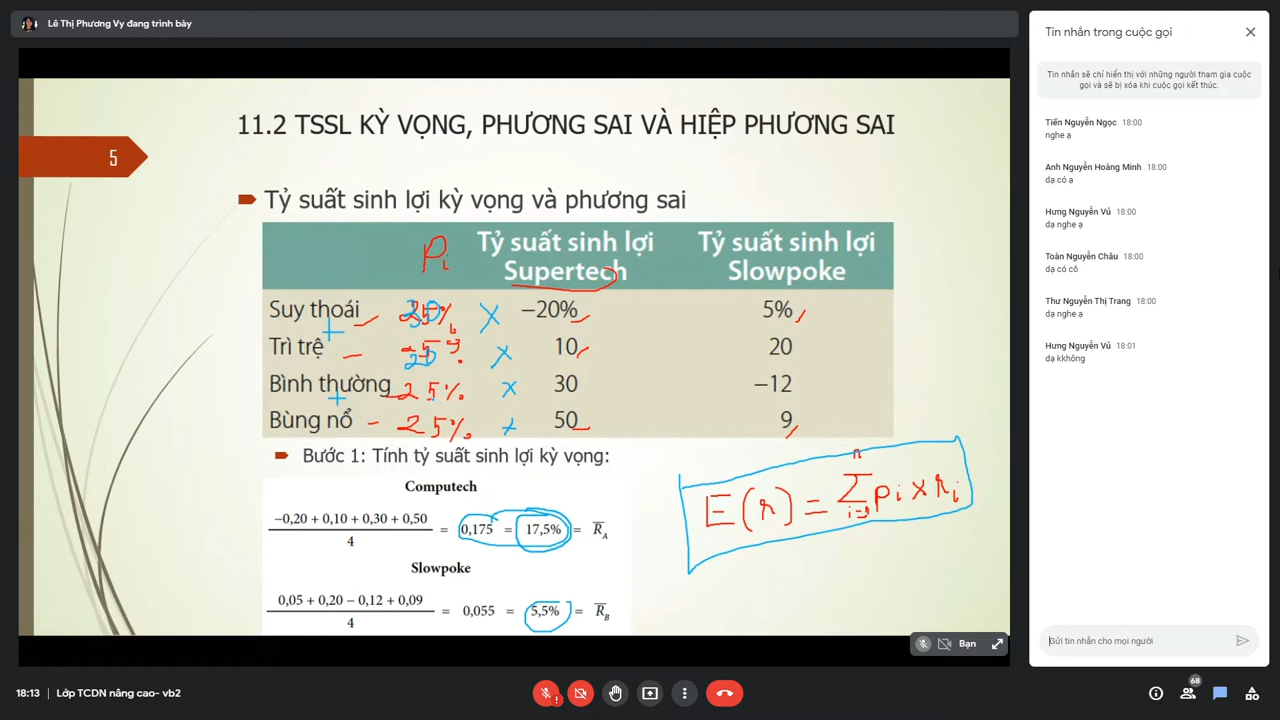 Lê Thị Phương Vy đang trình bày
5
11.2 TSSL KỲ VỌNG, PHƯƠNG SAI VÀ HIỆP PHƯƠNG SAI
Tỷ suất sinh lợi kỳ vọng và phương sai
Pi Tỷ suất sinh lợi Supertech Tỷ suất sinh lợi Slowpoke
Suy thoái 30 x −20% 5%
Trì trệ 20 x 10 20
Bình thường 25% x 30 −12
Bùng nổ 25% x 50 9
Bước 1: Tính tỷ suất sinh lợi kỳ vọng:
Computech
−0,20 + 0,10 + 0,30 + 0,50
4
= 0,175 = 17,5% = R̅A
Slowpoke
0,05 + 0,20 − 0,12 + 0,09
4
= 0,055 = 5,5% = R̅B
E(r) = Σ pi x ri
n
Bạn
Tin nhắn trong cuộc gọi
Tin nhắn sẽ chỉ hiển thị với những người tham gia cuộc
gọi và sẽ bị xóa khi cuộc gọi kết thúc.
Tiến Nguyễn Ngọc 18:00
nghe ạ
Anh Nguyễn Hoàng Minh 18:00
dạ có ạ
Hưng Nguyễn Vủ 18:00
dạ nghe ạ
Toàn Nguyễn Châu 18:00
dạ có cô
Thư Nguyễn Thị Trang 18:00
dạ nghe ạ
Hưng Nguyễn Vủ 18:01
dạ kkhông
Gửi tin nhắn cho mọi người
18:13 | Lớp TCDN nâng cao- vb2
68